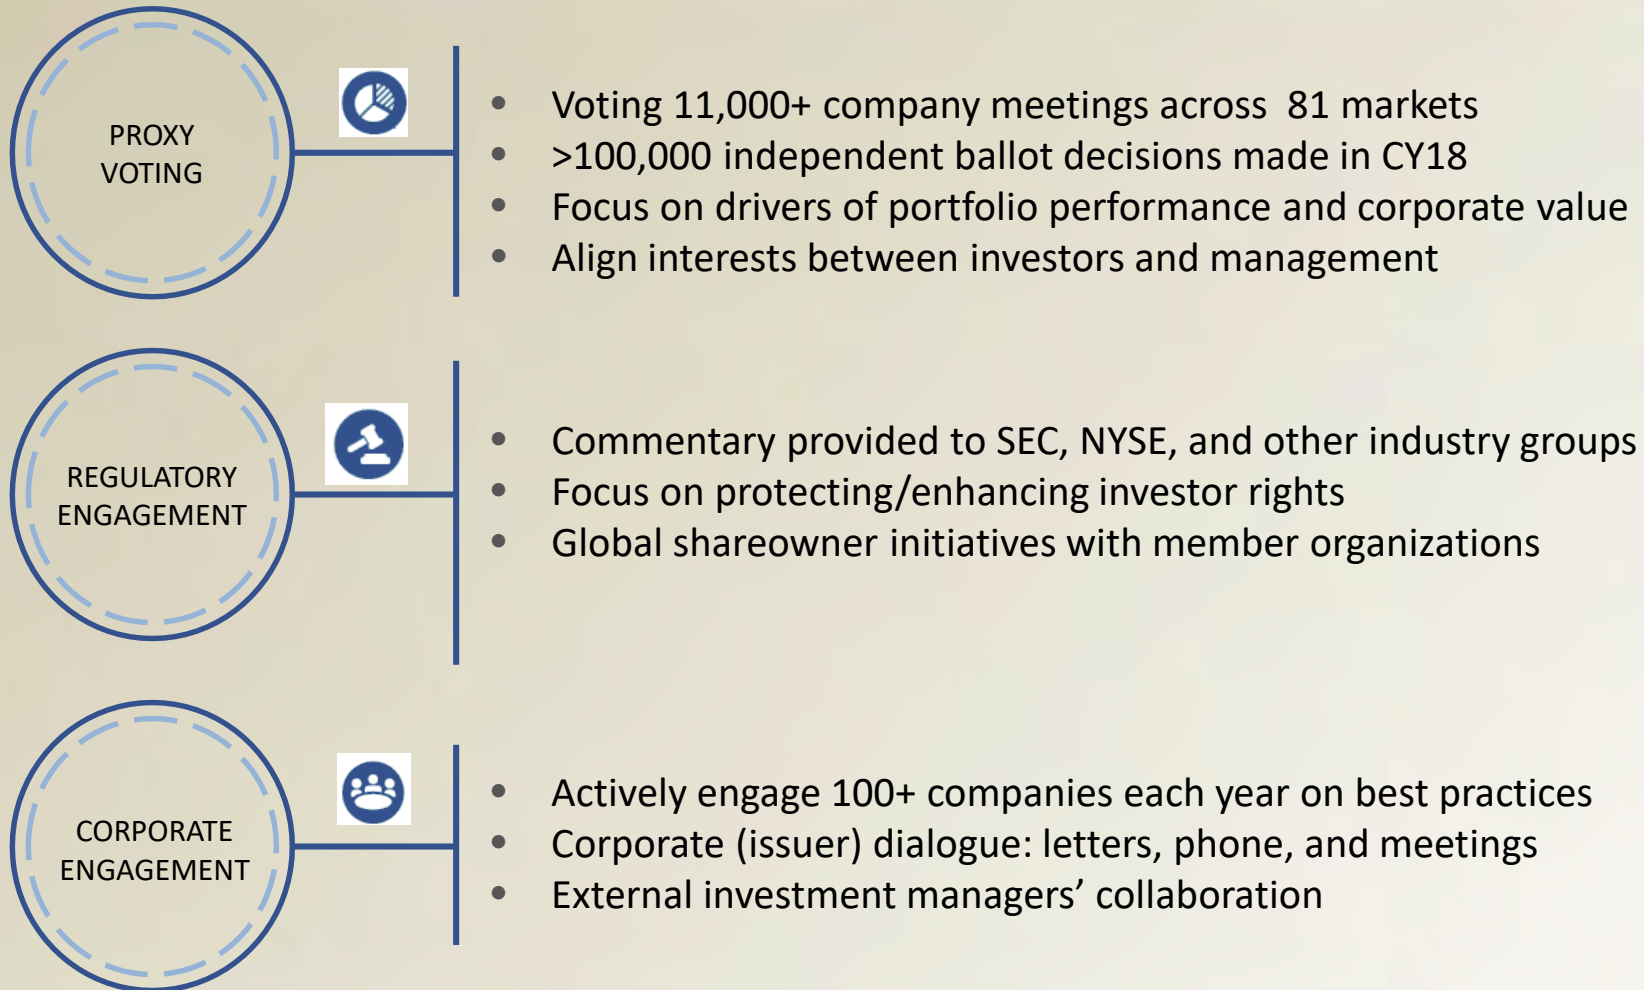 PROXY
VOTING
• Voting 11,000+ company meetings across 81 markets
• >100,000 independent ballot decisions made in CY18
• Focus on drivers of portfolio performance and corporate value
• Align interests between investors and management
REGULATORY
ENGAGEMENT
• Commentary provided to SEC, NYSE, and other industry groups
• Focus on protecting/enhancing investor rights
• Global shareowner initiatives with member organizations
CORPORATE
ENGAGEMENT
• Actively engage 100+ companies each year on best practices
• Corporate (issuer) dialogue: letters, phone, and meetings
• External investment managers’ collaboration